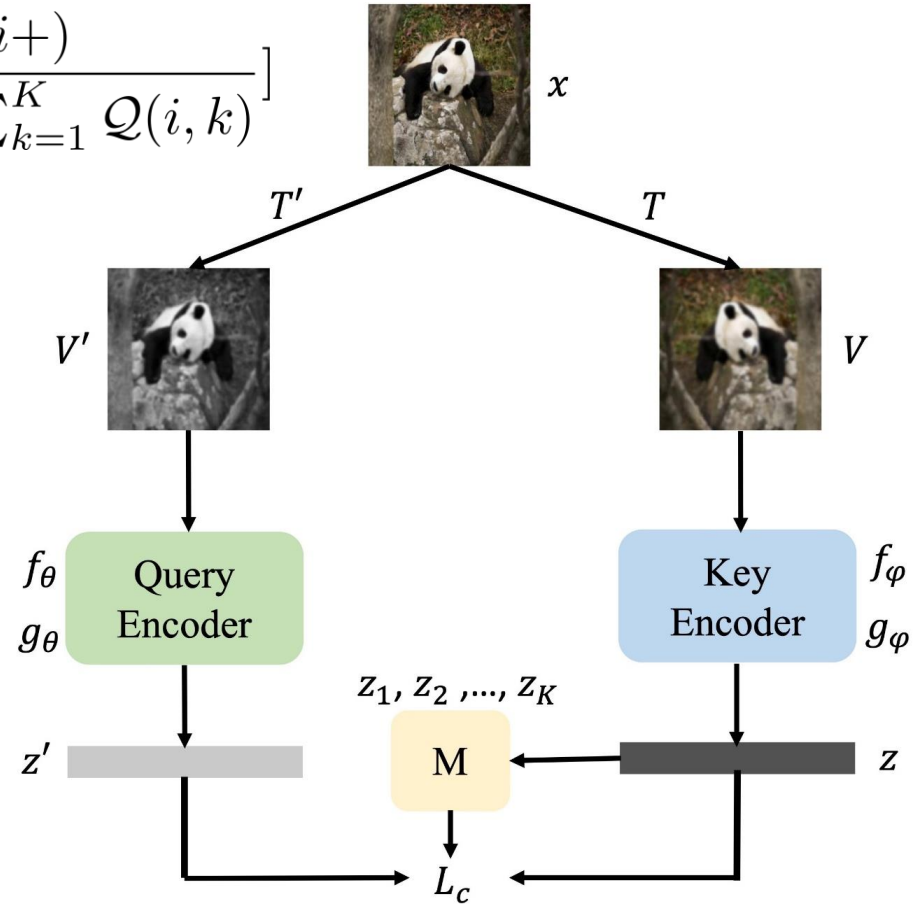 i+)
∑_{k=1}^{K} 𝒬(i, k)]
x
T′ T
V′ V
f_θ Query Encoder g_θ
Key Encoder f_φ g_φ
z_1, z_2 ,..., z_K
z′ M z
L_c